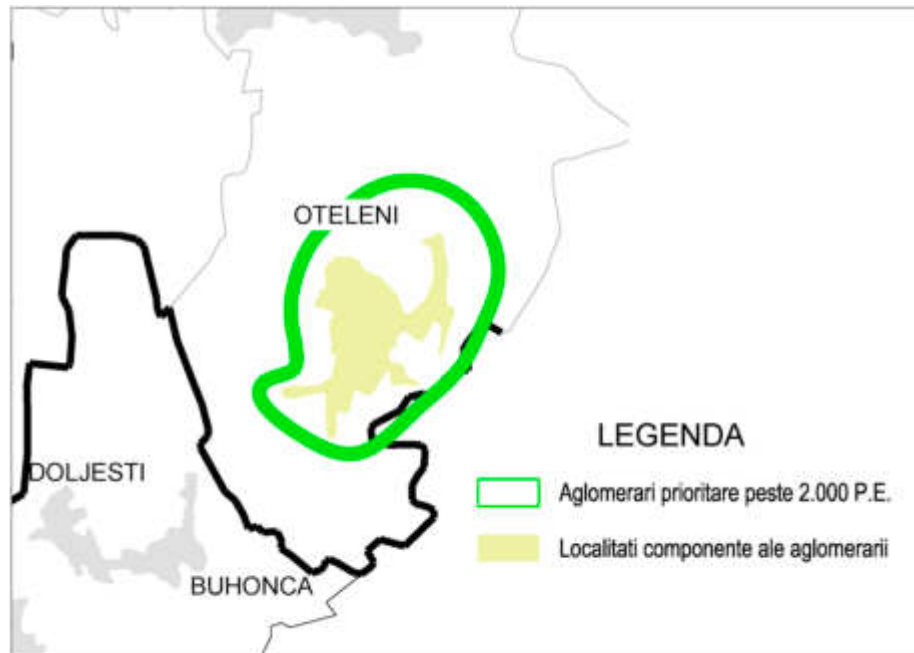 OTELENI
DOLJESTI
BUHONCA
LEGENDA
Aglomerari prioritare peste 2.000 P.E.
Localitati componente ale aglomerarii